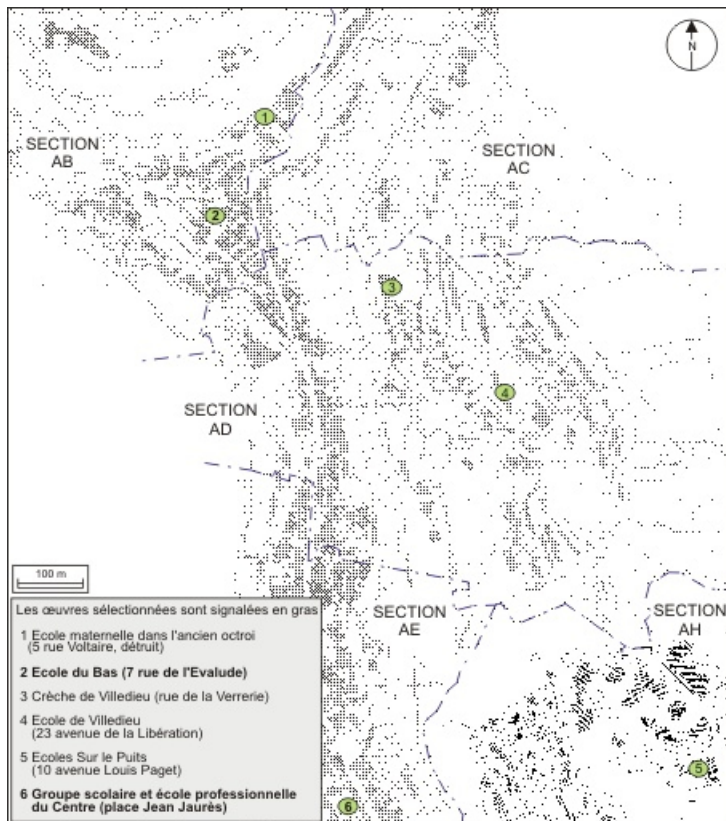 N
1
SECTION
AB
SECTION
AC
2
3
4
SECTION
AD
100 m
SECTION
AE
SECTION
AH
5
6
Les œuvres sélectionnées sont signalées en gras
1 Ecole maternelle dans l'ancien octroi
(5 rue Voltaire, détruit)
2 Ecole du Bas (7 rue de l'Evalude)
3 Crèche de Villedieu (rue de la Verrerie)
4 Ecole de Villedieu
(23 avenue de la Libération)
5 Ecoles Sur le Puits
(10 avenue Louis Paget)
6 Groupe scolaire et école professionnelle
du Centre (place Jean Jaurès)